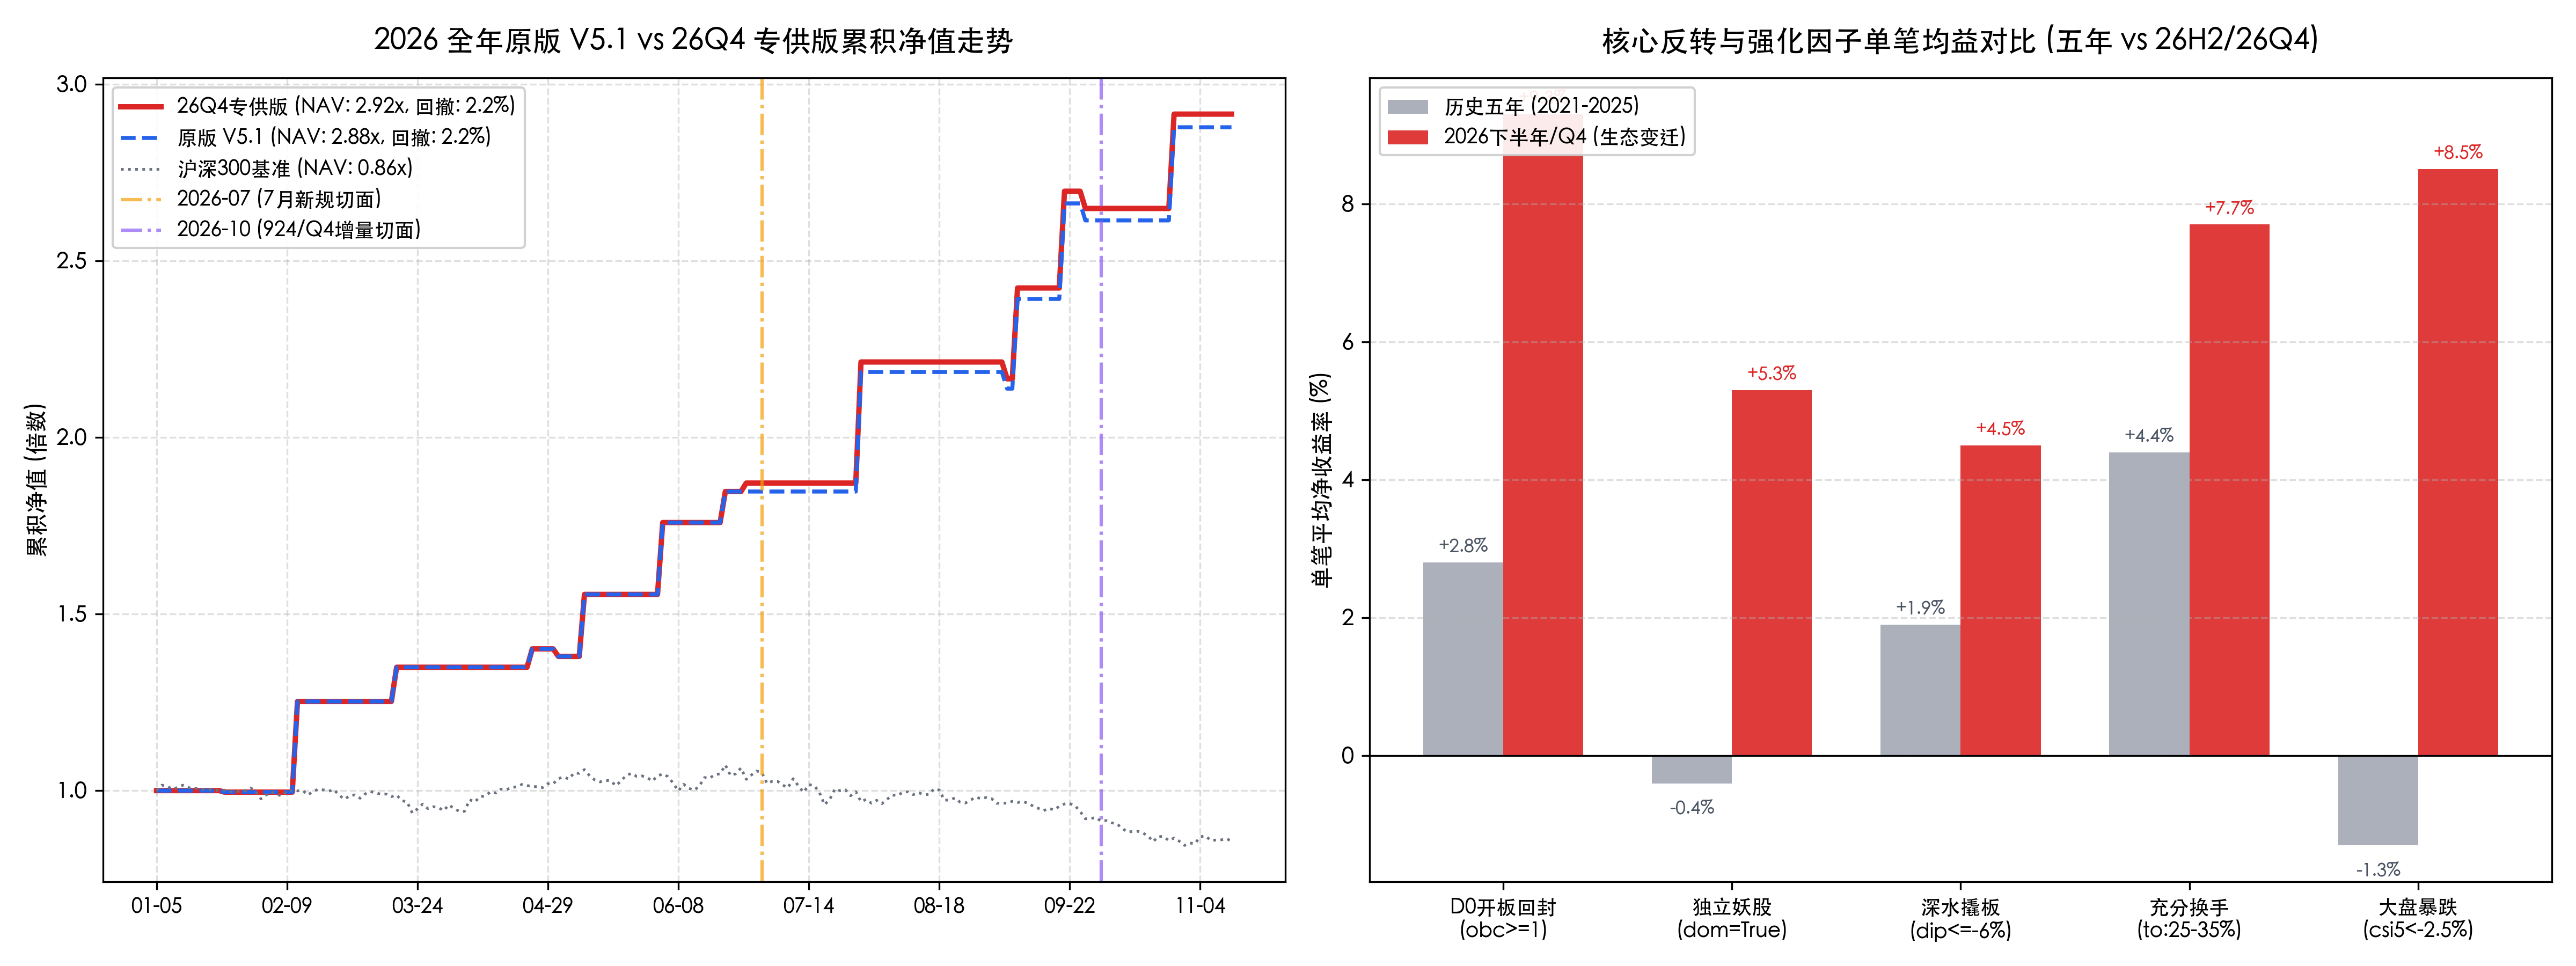 2026 全年原版 V5.1 vs 26Q4 专供版累积净值走势
累积净值 (倍数)
3.0
2.5
2.0
1.5
1.0
26Q4专供版 (NAV: 2.92x, 回撤: 2.2%)
原版 V5.1 (NAV: 2.88x, 回撤: 2.2%)
沪深300基准 (NAV: 0.86x)
2026-07 (7月新规切面)
2026-10 (924/Q4增量切面)
01-05
02-09
03-24
04-29
06-08
07-14
08-18
09-22
11-04
核心反转与强化因子单笔均益对比 (五年 vs 26H2/26Q4)
单笔平均净收益率 (%)
8
6
4
2
0
历史五年 (2021-2025)
2026下半年/Q4 (生态变迁)
+2.8%
-0.4%
+5.3%
+1.9%
+4.5%
+4.4%
+7.7%
-1.3%
+8.5%
D0开板回封
(obc>=1)
独立妖股
(dom=True)
深水撬板
(dip<=-6%)
充分换手
(to:25-35%)
大盘暴跌
(csi5<-2.5%)